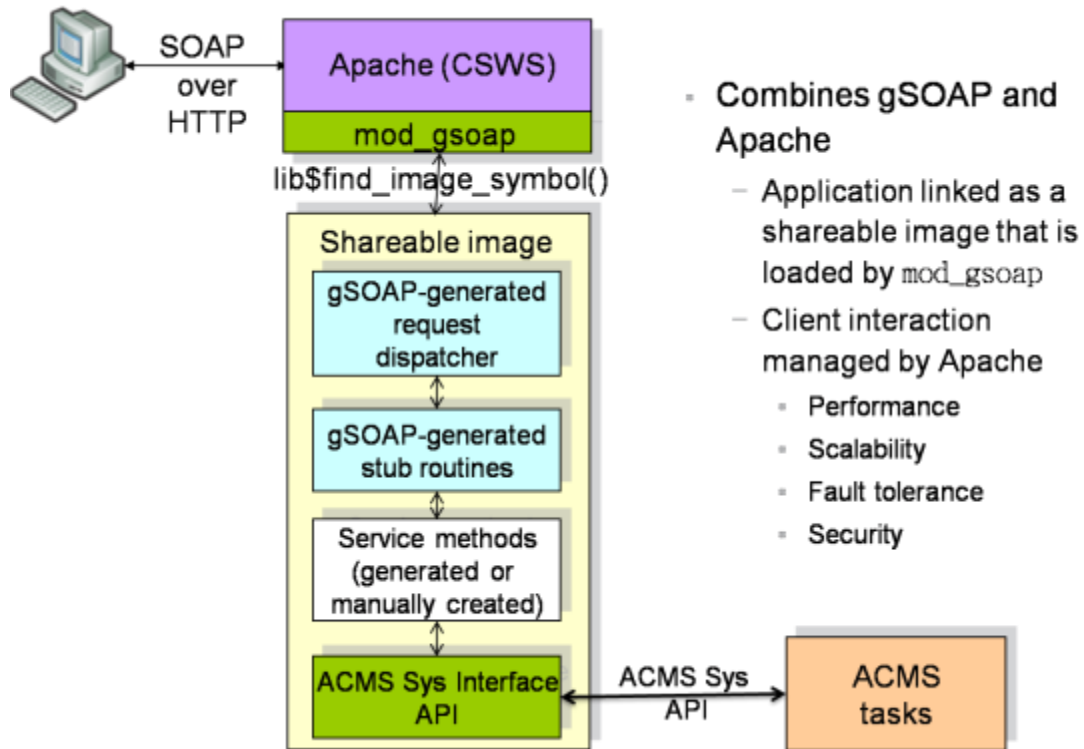 SOAP
over
HTTP
Apache (CSWS)
mod_gsoap
lib$find_image_symbol()
Shareable image
gSOAP-generated
request
dispatcher
gSOAP-generated
stub routines
Service methods
(generated or
manually created)
ACMS Sys Interface
API
ACMS Sys
API
ACMS
tasks
▪ Combines gSOAP and
Apache
– Application linked as a
shareable image that is
loaded by mod_gsoap
– Client interaction
managed by Apache
▪ Performance
▪ Scalability
▪ Fault tolerance
▪ Security